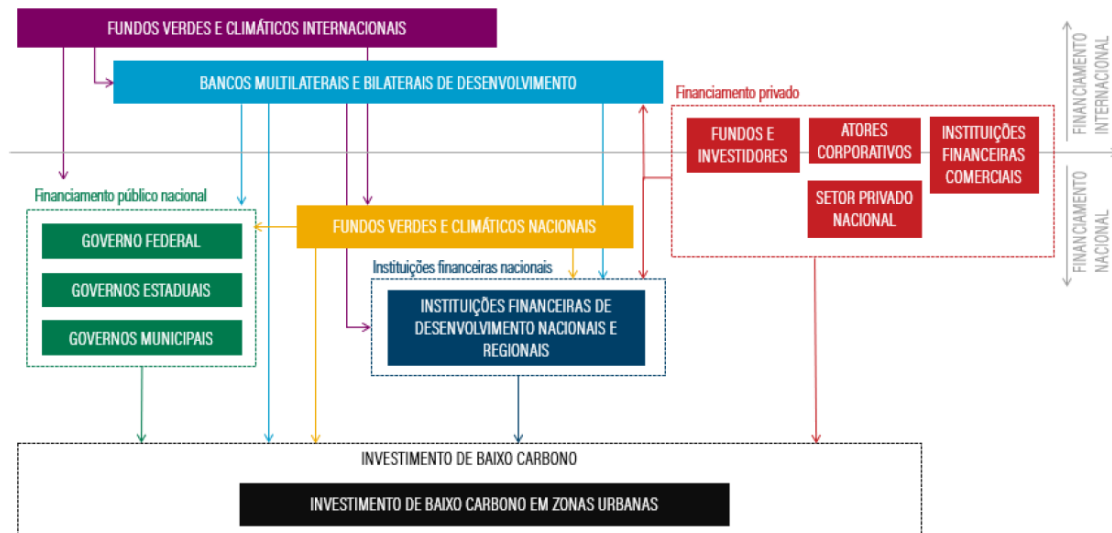 FUNDOS VERDES E CLIMÁTICOS INTERNACIONAIS
BANCOS MULTILATERAIS E BILATERAIS DE DESENVOLVIMENTO
Financiamento privado
FUNDOS E
INVESTIDORES
ATORES
CORPORATIVOS
INSTITUIÇÕES
FINANCEIRAS
COMERCIAIS
SETOR PRIVADO
NACIONAL
FINANCIAMENTO
INTERNACIONAL
FINANCIAMENTO
NACIONAL
Financiamento público nacional
GOVERNO FEDERAL
GOVERNOS ESTADUAIS
GOVERNOS MUNICIPAIS
FUNDOS VERDES E CLIMÁTICOS NACIONAIS
Instituições financeiras nacionais
INSTITUIÇÕES FINANCEIRAS DE
DESENVOLVIMENTO NACIONAIS E
REGIONAIS
INVESTIMENTO DE BAIXO CARBONO
INVESTIMENTO DE BAIXO CARBONO EM ZONAS URBANAS